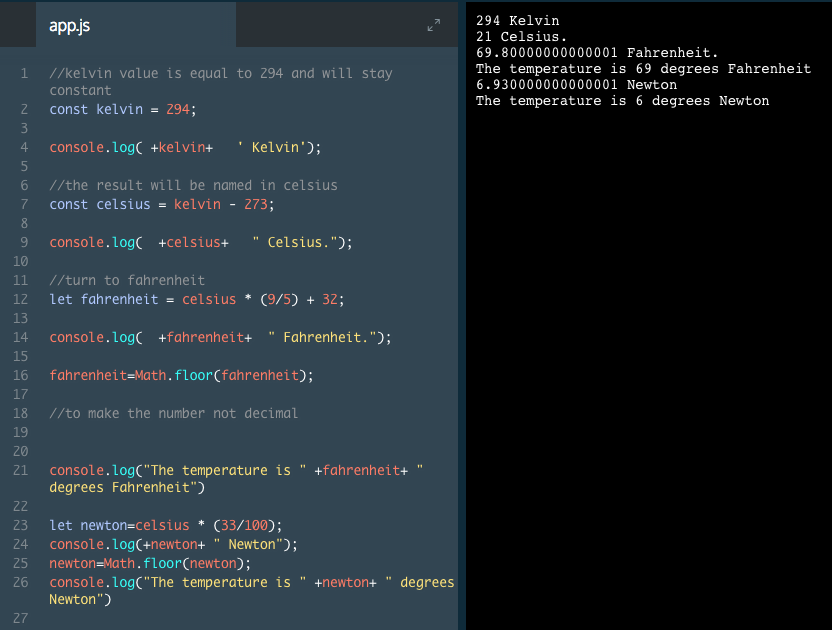 app.js
1 //kelvin value is equal to 294 and will stay
constant
2 const kelvin = 294;
3
4 console.log( +kelvin+   ' Kelvin');
5
6 //the result will be named in celsius
7 const celsius = kelvin - 273;
8
9 console.log(  +celsius+   " Celsius.");
10
11 //turn to fahrenheit
12 let fahrenheit = celsius * (9/5) + 32;
13
14 console.log(  +fahrenheit+  " Fahrenheit.");
15
16 fahrenheit=Math.floor(fahrenheit);
17
18 //to make the number not decimal
19
20
21 console.log("The temperature is " +fahrenheit+ "
degrees Fahrenheit")
22
23 let newton=celsius * (33/100);
24 console.log(+newton+ " Newton");
25 newton=Math.floor(newton);
26 console.log("The temperature is " +newton+ " degrees
Newton")
27
294 Kelvin
21 Celsius.
69.80000000000001 Fahrenheit.
The temperature is 69 degrees Fahrenheit
6.930000000000001 Newton
The temperature is 6 degrees Newton